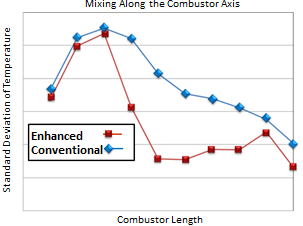 Mixing Along the Combustor Axis
Standard Deviation of Temperature
Enhanced
Conventional
Combustor Length